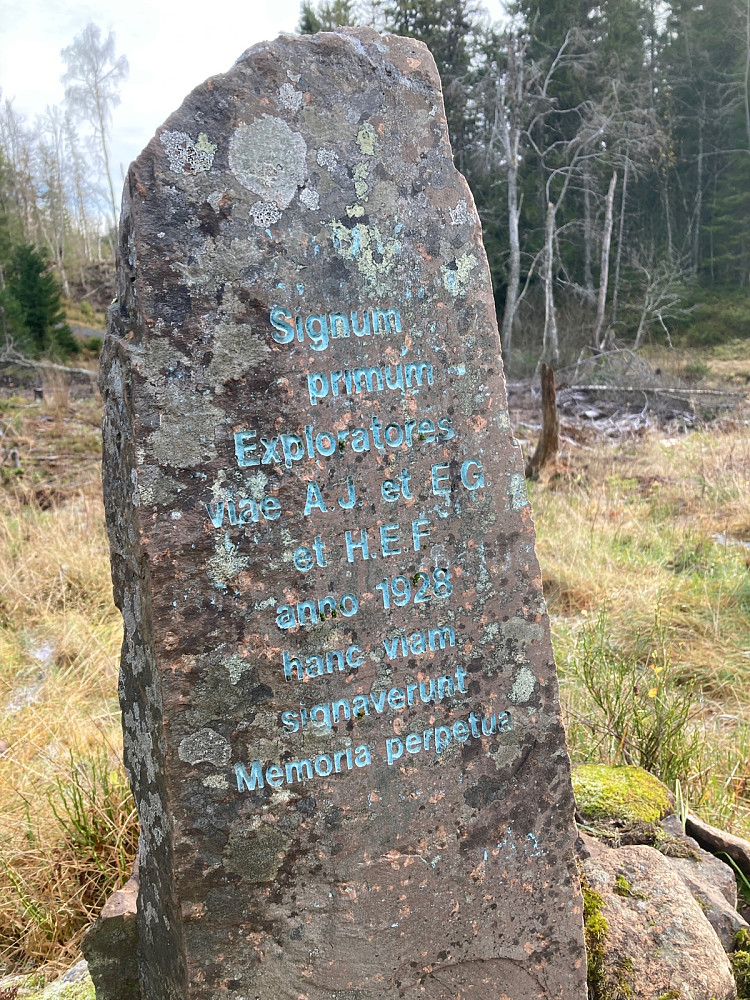 Signum
primum
Exploratores
viae A.J. et E G
et H.E F
anno 1928
hanc viam
signaverunt
Memoria perpetua